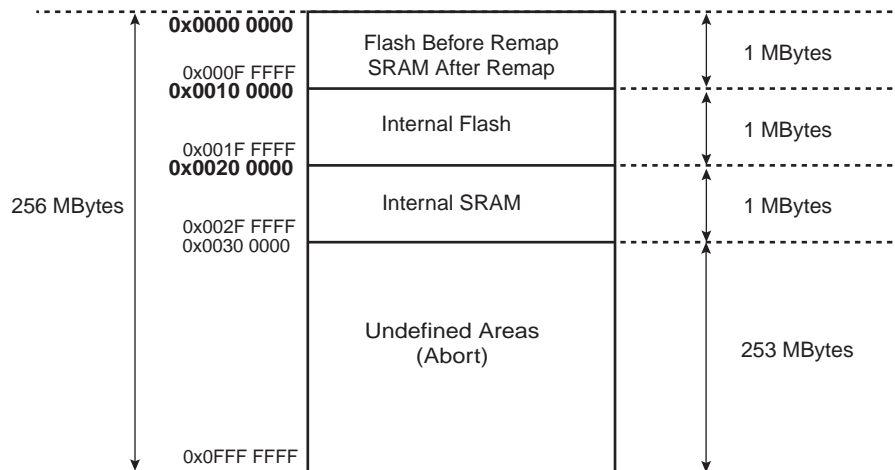 0x0000 0000
Flash Before Remap
SRAM After Remap
1 MBytes
0x000F FFFF
0x0010 0000
Internal Flash
1 MBytes
0x001F FFFF
0x0020 0000
256 MBytes
Internal SRAM
1 MBytes
0x002F FFFF
0x0030 0000
Undefined Areas
(Abort)
253 MBytes
0x0FFF FFFF